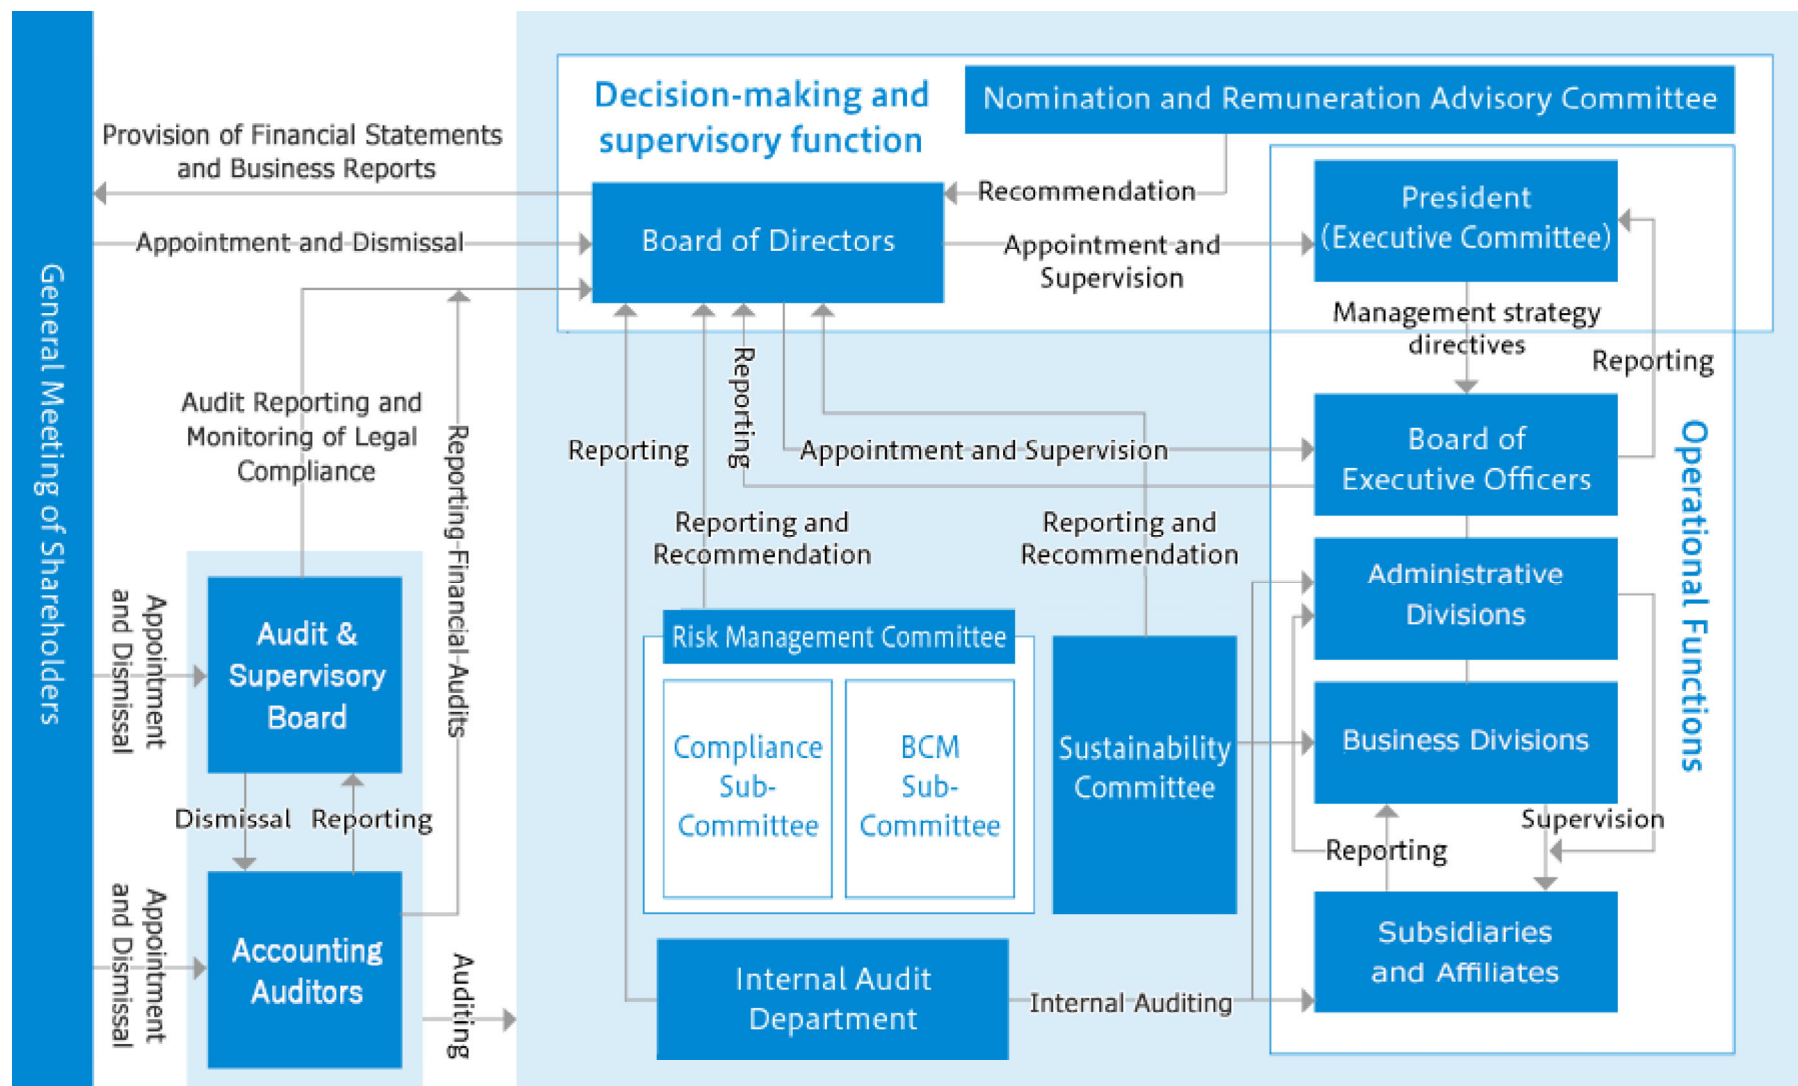 General Meeting of Shareholders
Provision of Financial Statements
and Business Reports
Appointment and Dismissal
Decision-making and
supervisory function
Nomination and Remuneration Advisory Committee
Board of Directors
Recommendation
Appointment and
Supervision
President
(Executive Committee)
Management strategy
directives
Reporting
Audit Reporting and
Monitoring of Legal
Compliance
Reporting-Financial-Audits
Reporting
Reporting
Appointment and Supervision
Board of
Executive Officers
Operational Functions
Reporting and
Recommendation
Reporting and
Recommendation
Administrative
Divisions
Appointment
and Dismissal
Audit &
Supervisory
Board
Risk Management Committee
Compliance
Sub-
Committee
BCM
Sub-
Committee
Sustainability
Committee
Business Divisions
Dismissal
Reporting
Supervision
Reporting
Appointment
and Dismissal
Accounting
Auditors
Auditing
Internal Audit
Department
Internal Auditing
Subsidiaries
and Affiliates